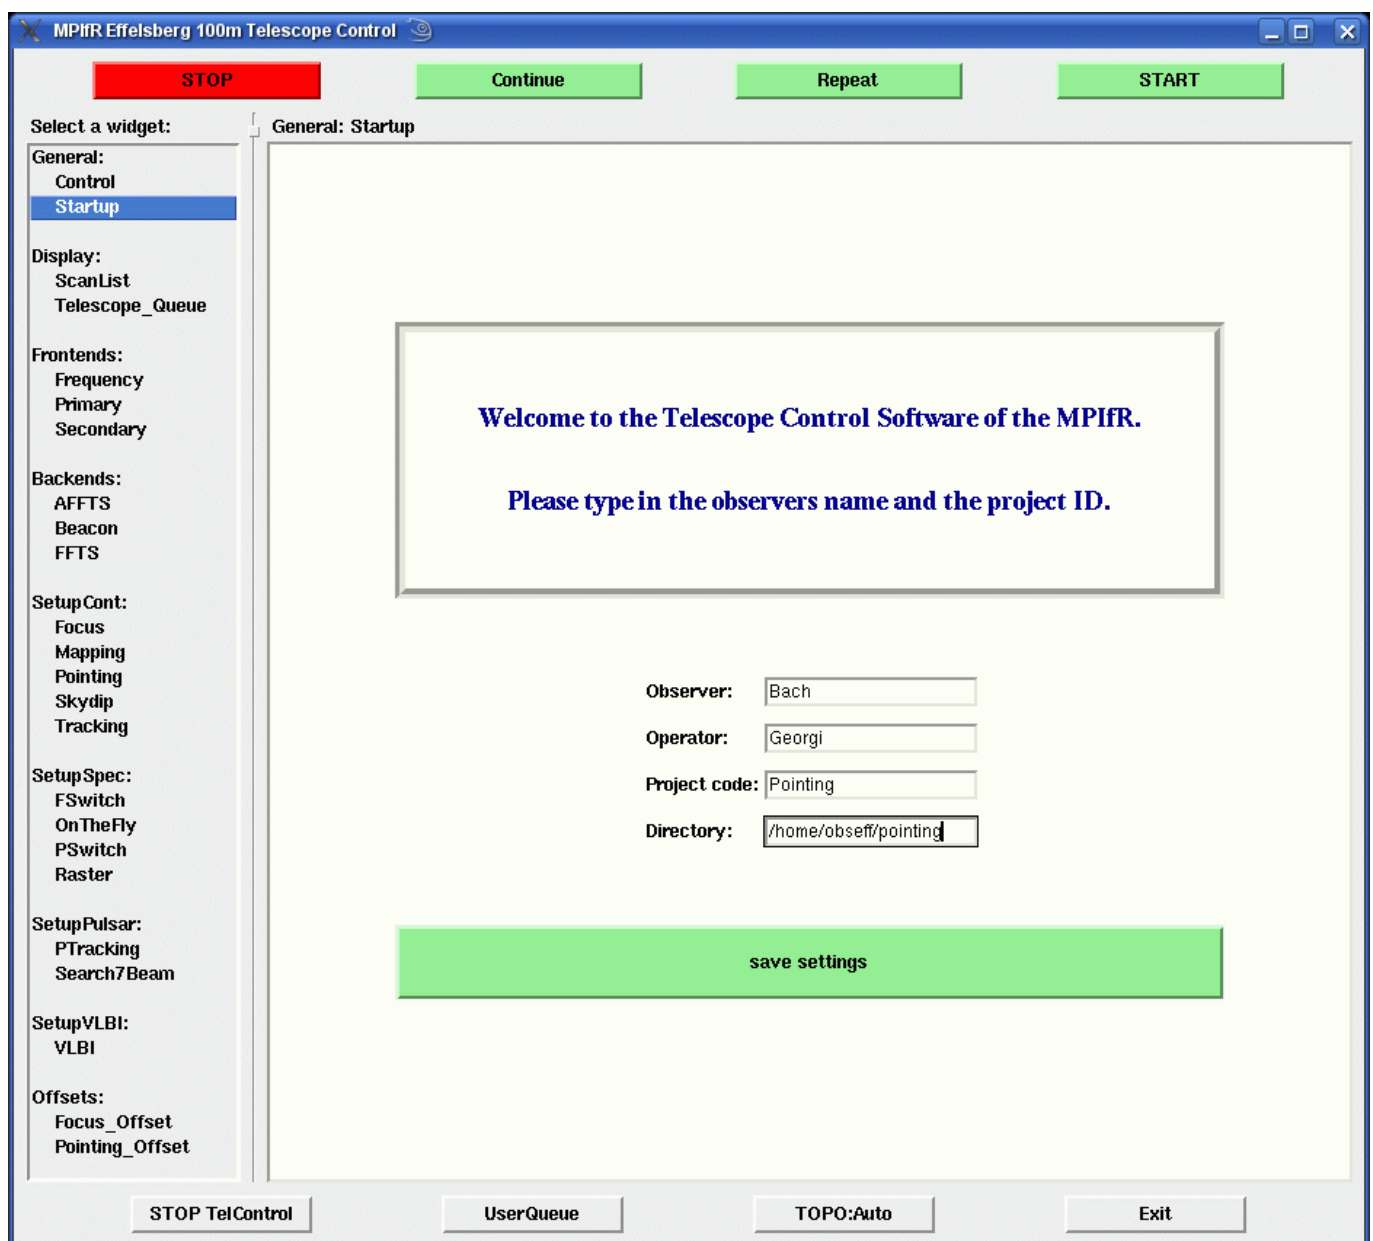 MPIfR Effelsberg 100m Telescope Control
STOP Continue Repeat START
Select a widget: General: Startup
General:
Control
Startup
Display:
ScanList
Telescope_Queue
Frontends:
Frequency
Primary
Secondary
Backends:
AFFTS
Beacon
FFTS
SetupCont:
Focus
Mapping
Pointing
Skydip
Tracking
SetupSpec:
FSwitch
OnTheFly
PSwitch
Raster
SetupPulsar:
PTracking
Search7Beam
SetupVLBI:
VLBI
Offsets:
Focus_Offset
Pointing_Offset
Welcome to the Telescope Control Software of the MPIfR.
Please type in the observers name and the project ID.
Observer: Bach
Operator: Georgi
Project code: Pointing
Directory: /home/obseff/pointing
save settings
STOP TelControl UserQueue TOPO:Auto Exit